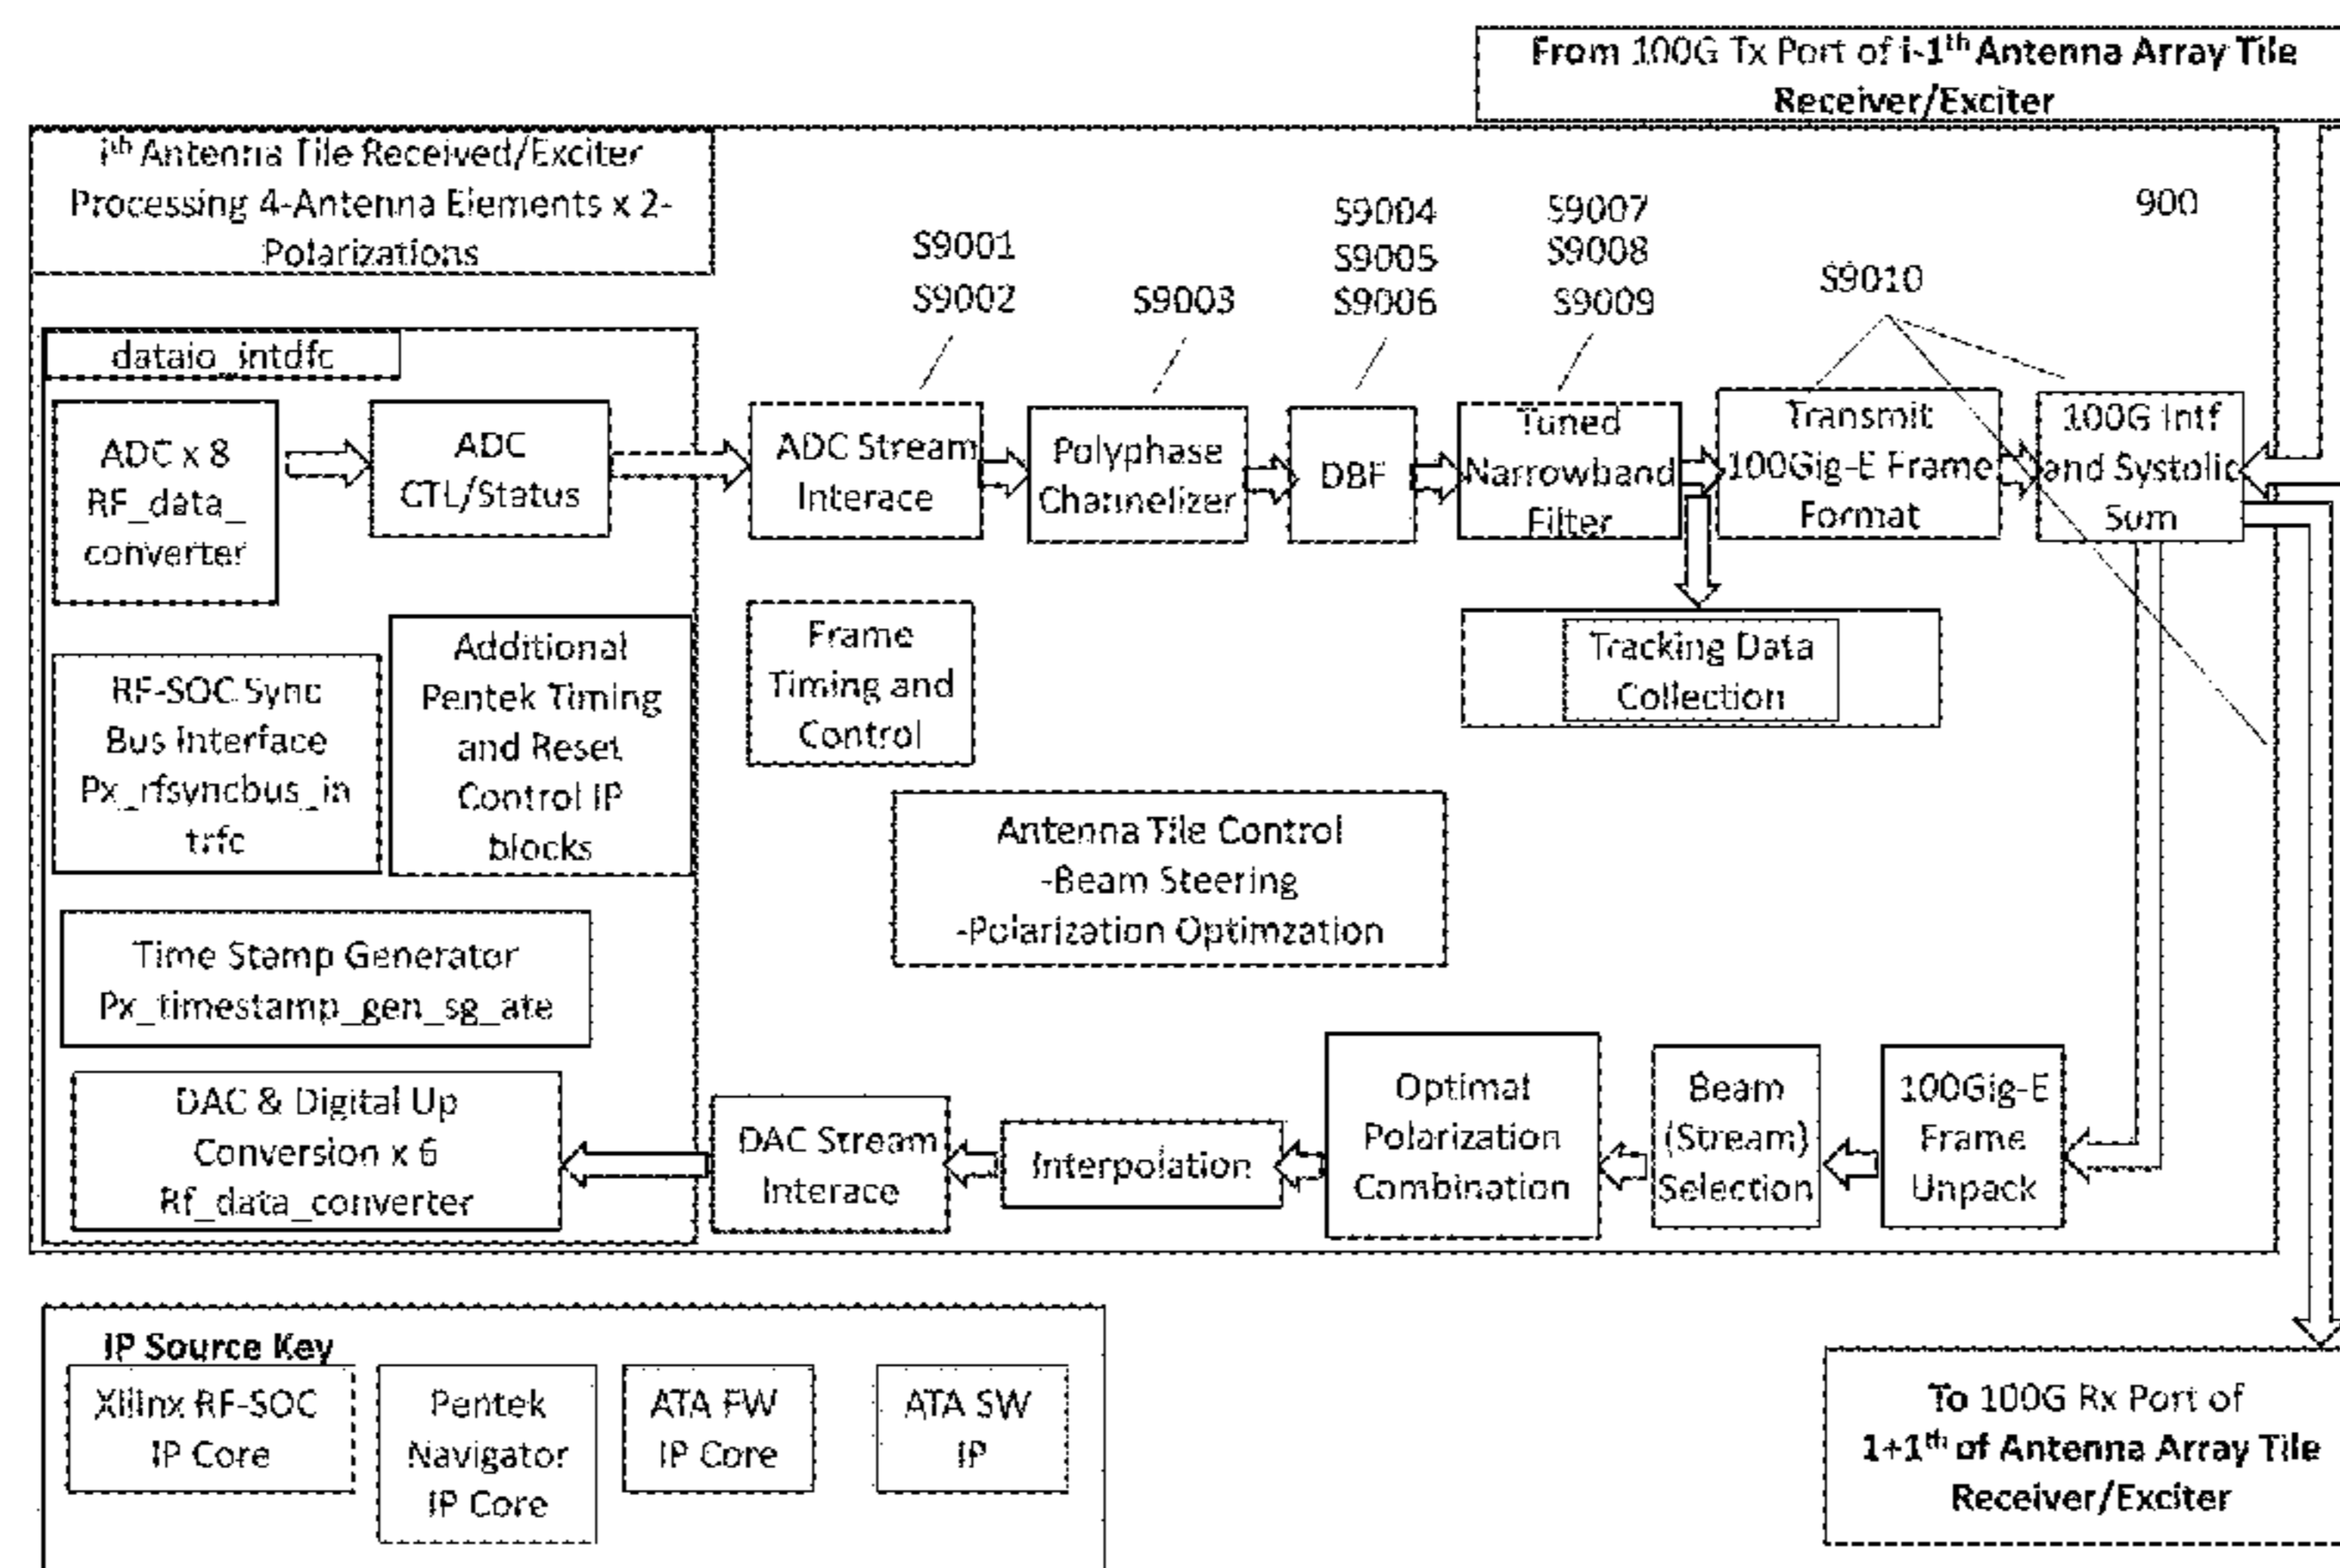 From 100G Tx Port of i-1th Antenna Array Tile
Receiver/Exciter
ith Antenna Tile Received/Exciter
Processing 4-Antenna Elements x 2-
Polarizations
S9001
S9002
S9003
S9004
S9005
S9006
S9007
S9008
S9009
S9010
900
dataio_intdfc
ADC x 8
RF_data_
converter
ADC
CTL/Status
ADC Stream
Interace
Polyphase
Channelizer
DBF
Tuned
Narrowband
Filter
Transmit
100Gig-E Frame
Format
100G Intf
and Systolic
Sum
RF-SOC Sync
Bus Interface
Px_rfsyncbus_in
trfc
Additional
Pentek Timing
and Reset
Control IP
blocks
Frame
Timing and
Control
Tracking Data
Collection
Antenna Tile Control
-Beam Steering
-Polarization Optimzation
Time Stamp Generator
Px_timestamp_gen_sg_ate
DAC & Digital Up
Conversion x 6
Rf_data_converter
DAC Stream
Interace
Interpolation
Optimal
Polarization
Combination
Beam
(Stream)
Selection
100Gig-E
Frame
Unpack
IP Source Key
Xilinx RF-SOC
IP Core
Pentek
Navigator
IP Core
ATA FW
IP Core
ATA SW
IP
To 100G Rx Port of
1+1th of Antenna Array Tile
Receiver/Exciter